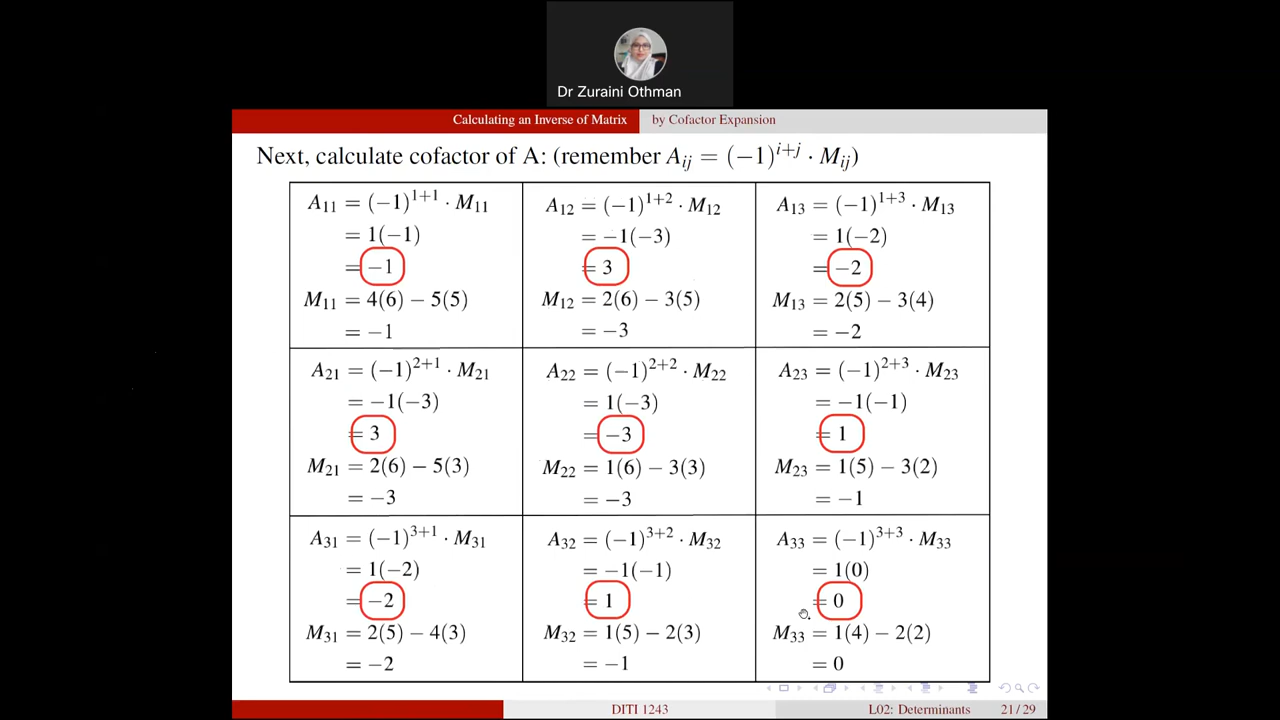 Dr Zuraini Othman
Calculating an Inverse of Matrix by Cofactor Expansion
Next, calculate cofactor of A: (remember Aij = (−1)^i+j · Mij)
A11 = (−1)^1+1 · M11
= 1(−1)
= −1
M11 = 4(6) − 5(5)
= −1
A12 = (−1)^1+2 · M12
= −1(−3)
= 3
M12 = 2(6) − 3(5)
= −3
A13 = (−1)^1+3 · M13
= 1(−2)
= −2
M13 = 2(5) − 3(4)
= −2
A21 = (−1)^2+1 · M21
= −1(−3)
= 3
M21 = 2(6) − 5(3)
= −3
A22 = (−1)^2+2 · M22
= 1(−3)
= −3
M22 = 1(6) − 3(3)
= −3
A23 = (−1)^2+3 · M23
= −1(−1)
= 1
M23 = 1(5) − 3(2)
= −1
A31 = (−1)^3+1 · M31
= 1(−2)
= −2
M31 = 2(5) − 4(3)
= −2
A32 = (−1)^3+2 · M32
= −1(−1)
= 1
M32 = 1(5) − 2(3)
= −1
A33 = (−1)^3+3 · M33
= 1(0)
= 0
M33 = 1(4) − 2(2)
= 0
DITI 1243 L02: Determinants 21 / 29